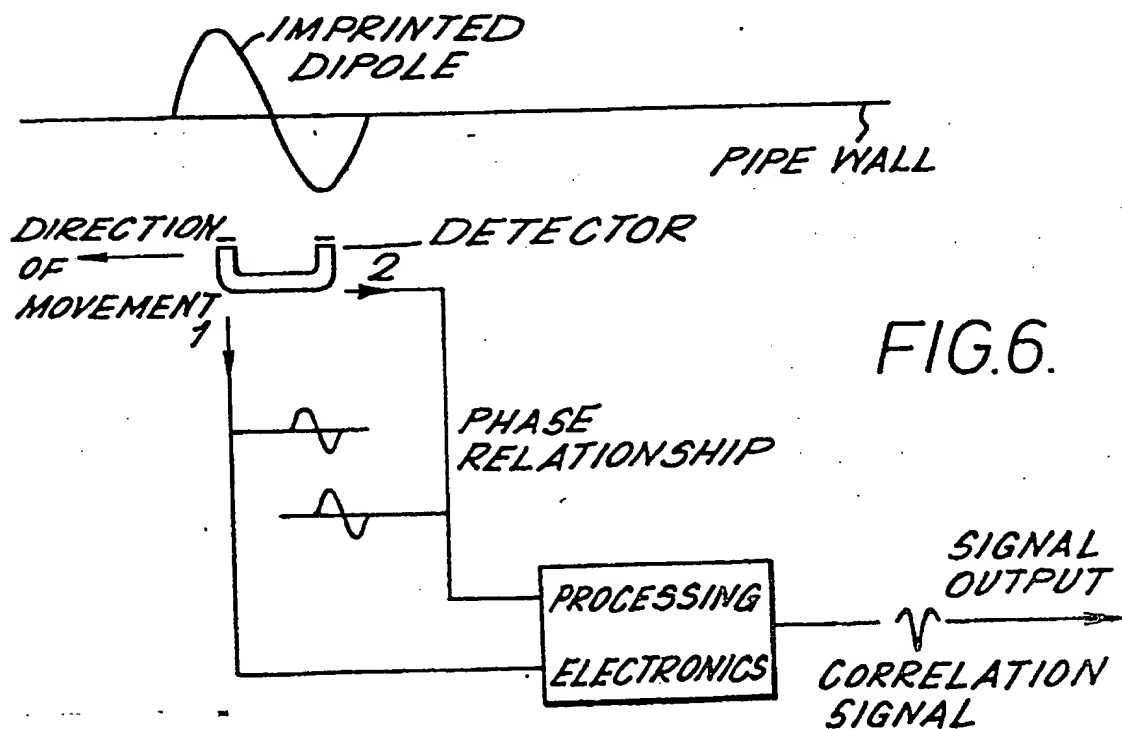 IMPRINTED
DIPOLE
PIPE WALL
DIRECTION
OF
MOVEMENT
DETECTOR
1
2
FIG.6.
PHASE
RELATIONSHIP
PROCESSING
ELECTRONICS
SIGNAL
OUTPUT
CORRELATION
SIGNAL